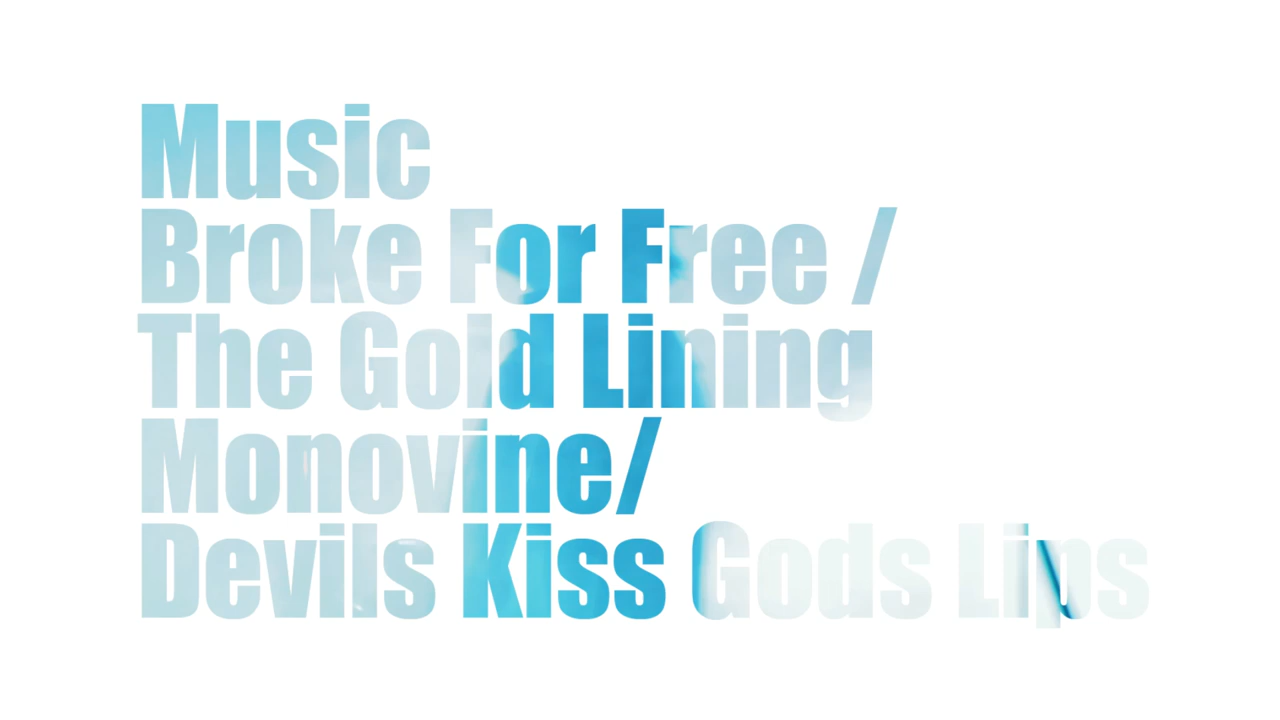 Music
Broke For Free /
The Gold Lining
Monovine/
Devils Kiss Gods Lips